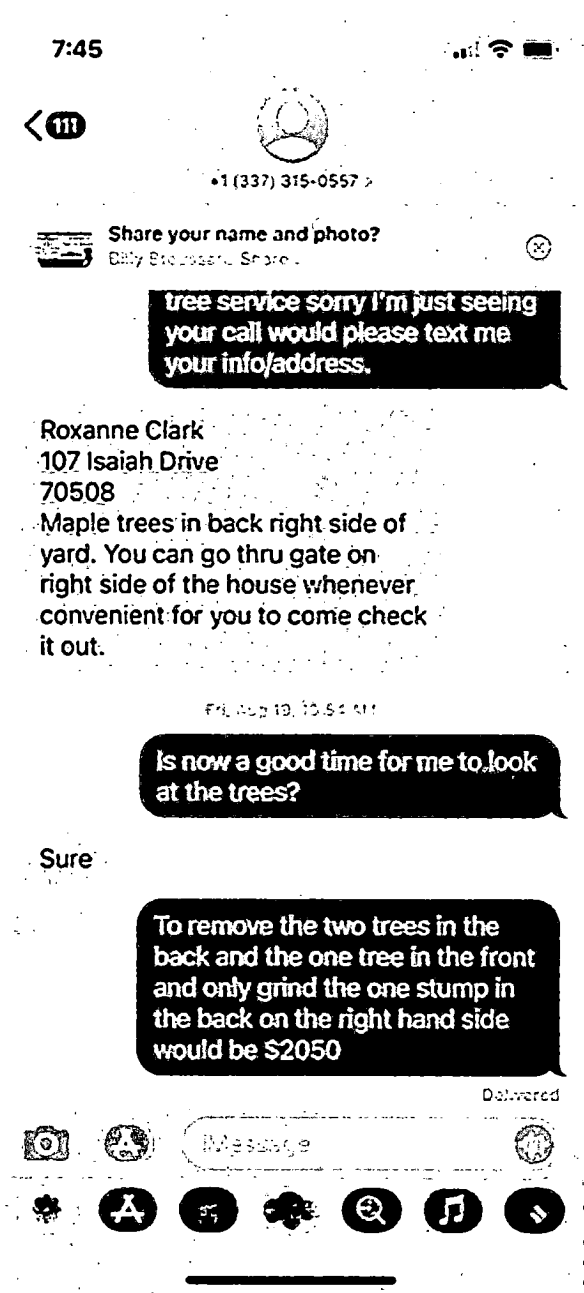 7:45
111
+1 (337) 315-0557 >
Share your name and photo?
tree service sorry I'm just seeing
your call would please text me
your info/address.
Roxanne Clark
107 Isaiah Drive
70508
Maple trees in back right side of
yard. You can go thru gate on
right side of the house whenever
convenient for you to come check
it out.
Fri, Aug 19, AM
Is now a good time for me to look
at the trees?
Sure
To remove the two trees in the
back and the one tree in the front
and only grind the one stump in
the back on the right hand side
would be $2050
Delivered
iMessage